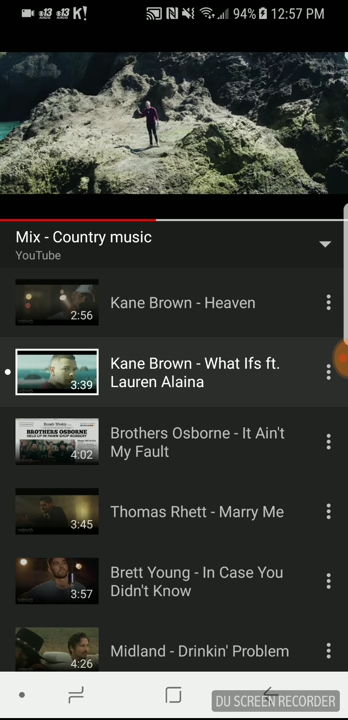 94% 12:57 PM
Mix - Country music
YouTube
Kane Brown - Heaven
2:56
Kane Brown - What Ifs ft.
Lauren Alaina
3:39
Brothers Osborne - It Ain't
My Fault
BROTHERS OSBORNE
4:02
Thomas Rhett - Marry Me
3:45
Brett Young - In Case You
Didn't Know
3:57
Midland - Drinkin' Problem
4:26
DU SCREEN RECORDER